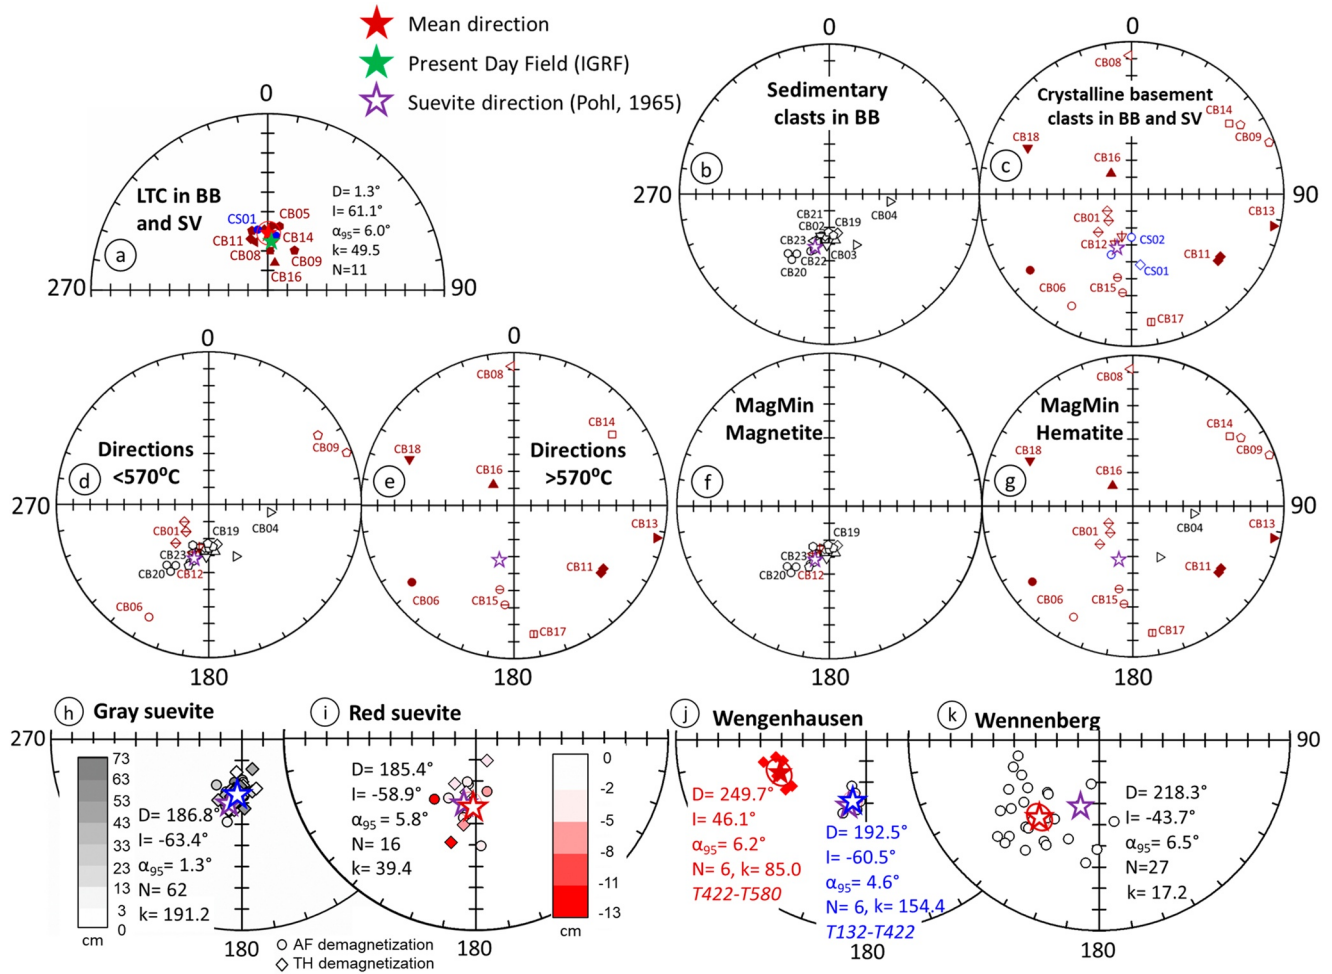 Mean direction
Present Day Field (IGRF)
Suevite direction (Pohl, 1965)
0
LTC in BB
and SV
a
D= 1.3°
I= 61.1°
α95= 6.0°
k= 49.5
N=11
CS01
CB05
CB11
CB14
CB08
CB09
CB16
270
90
0
Sedimentary
clasts in BB
b
270
CB21
CB02
CB19
CB04
CB23
CB03
CB22
CB20
0
CB08
Crystalline basement
clasts in BB and SV
c
CB14
CB09
CB18
CB16
90
CB01
CB13
CB12
CS02
CB11
CS01
CB06
CB15
CB17
0
Directions
<570°C
d
CB09
270
CB01
CB19
CB04
CB23
CB20
CB12
CB06
180
0
CB08
CB14
CB18
Directions
>570°C
e
CB16
CB13
CB11
CB06
CB15
CB17
180
MagMin
Magnetite
f
CB19
CB23
CB20
CB12
180
CB08
MagMin
Hematite
g
CB14
CB09
CB18
CB16
CB04
CB13
CB01
CB11
CB06
CB15
CB17
180
h
Gray suevite
270
73
63
53
43
33
23
13
3
0
cm
D= 186.8°
I= -63.4°
α95= 1.3°
N= 62
k= 191.2
180
i
Red suevite
D= 185.4°
I= -58.9°
α95 = 5.8°
N= 16
k= 39.4
0
-2
-5
-8
-11
-13
cm
180
AF demagnetization
TH demagnetization
j
Wengenhausen
D= 249.7°
I= 46.1°
α95= 6.2°
N= 6, k= 85.0
T422-T580
D= 192.5°
I= -60.5°
α95= 4.6°
N= 6, k= 154.4
T132-T422
180
k
Wennenberg
90
D= 218.3°
I= -43.7°
α95= 6.5°
N=27
k= 17.2
180